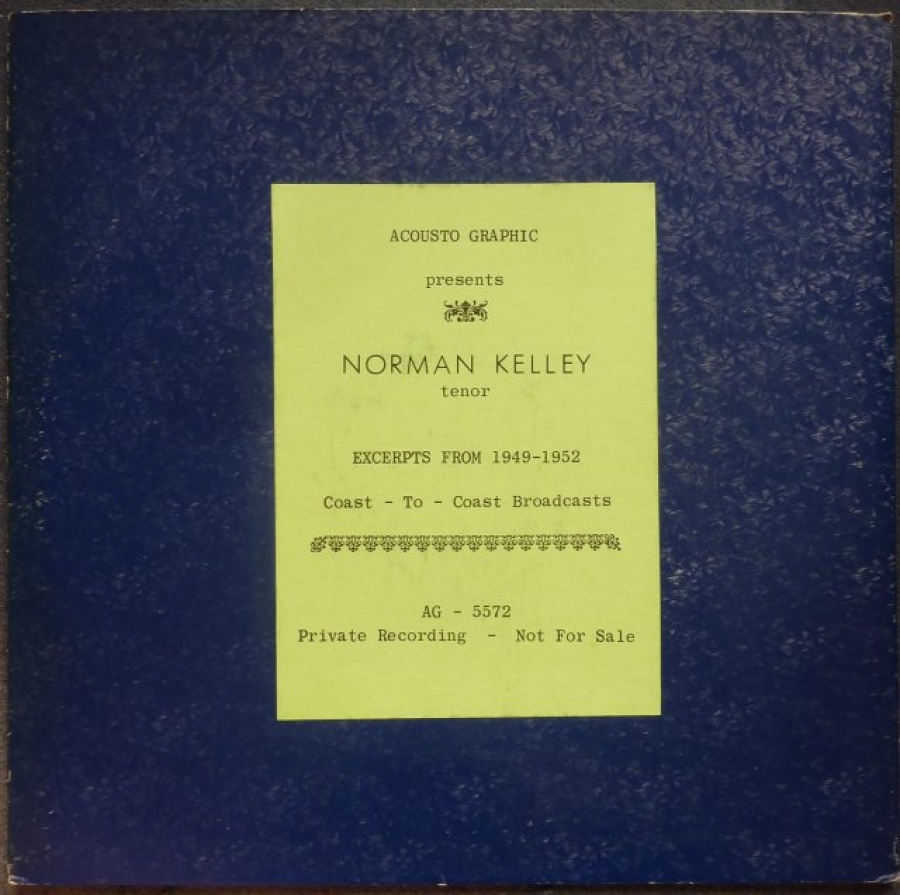 ACOUSTO GRAPHIC
presents
NORMAN KELLEY
tenor
EXCERPTS FROM 1949-1952
Coast - To - Coast Broadcasts
AG - 5572
Private Recording - Not For Sale